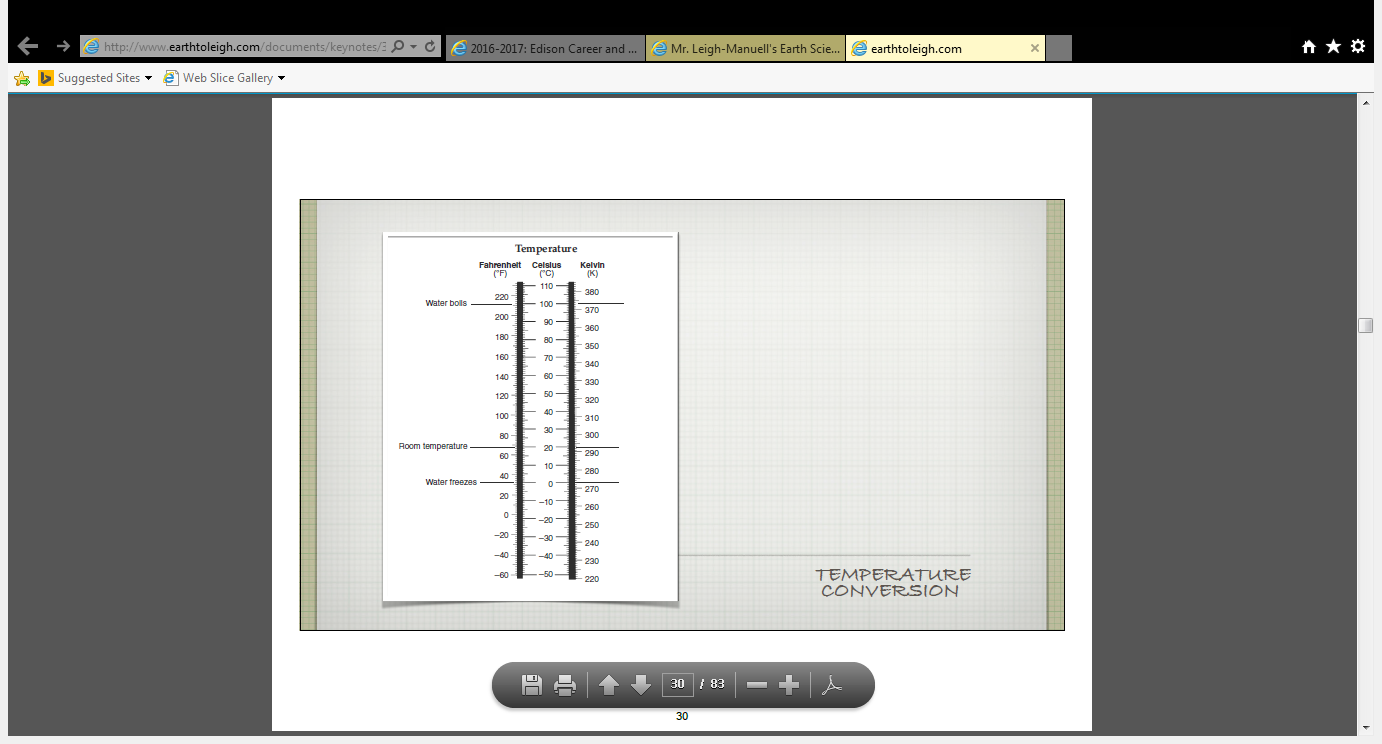 http://www.earthtoleigh.com/documents/keynotes/3
2016-2017: Edison Career and ...
Mr. Leigh-Manuell's Earth Scie...
earthtoleigh.com
Suggested Sites
Web Slice Gallery
Temperature
Fahrenheit Celsius Kelvin
(°F) (°C) (K)
110
220 380
Water boils 100
370
200
90
360
180 80
350
160 70
340
140 60
330
120 50
320
100 40
310
80 30 300
Room temperature 20
60 290
10
40 280
Water freezes 0
20 270
–10
0 260
–20
250
–20 –30
240
–40 –40
230
–60 –50
220
TEMPERATURE
CONVERSION
30 / 83
30